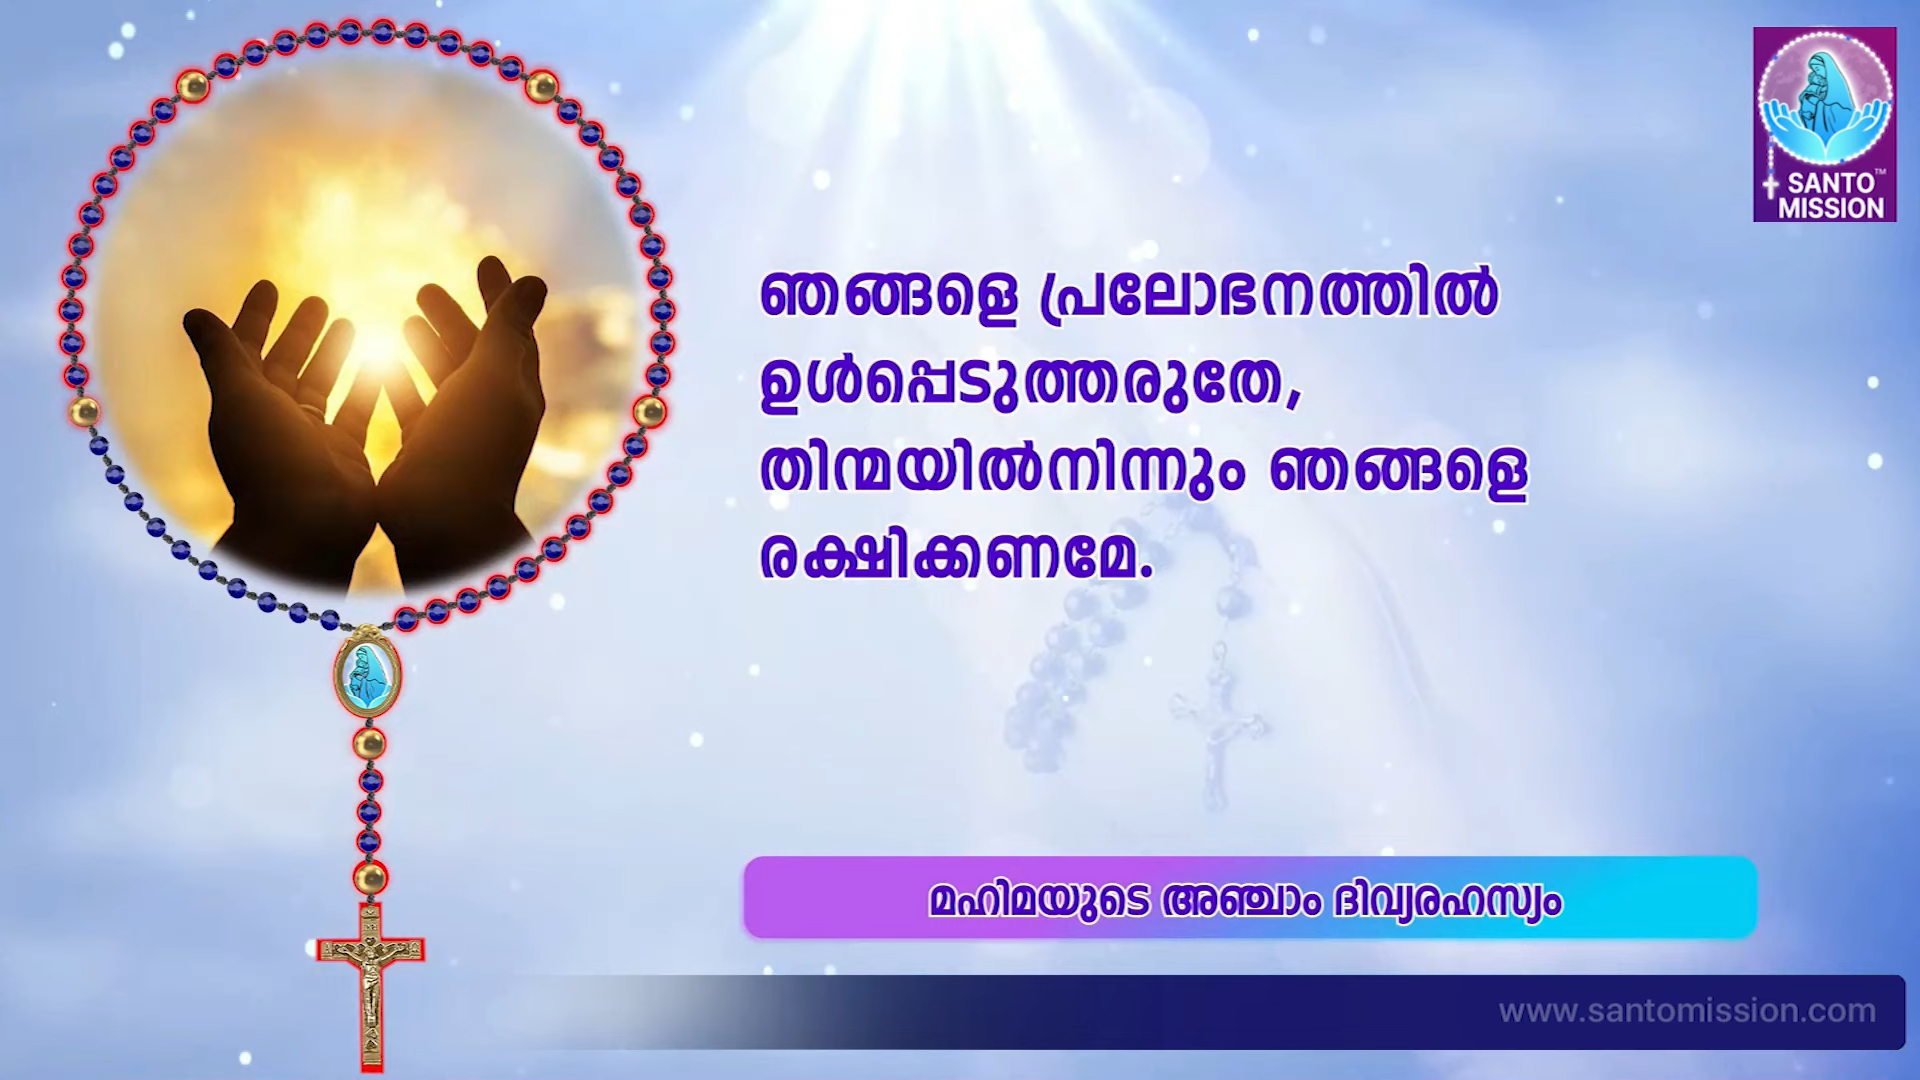 SANTO™
MISSION
ഞങ്ങളെ പ്രലോഭനത്തിൽ
ഉൾപ്പെടുത്തരുതേ,
തിന്മയിൽനിന്നും ഞങ്ങളെ
രക്ഷിക്കണമേ.
മഹിമയുടെ അഞ്ചാം ദിവ്യരഹസ്യം
www.santomission.com